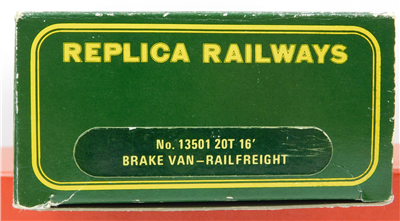 REPLICA RAILWAYS
No. 13501 20T 16'
BRAKE VAN–RAILFREIGHT